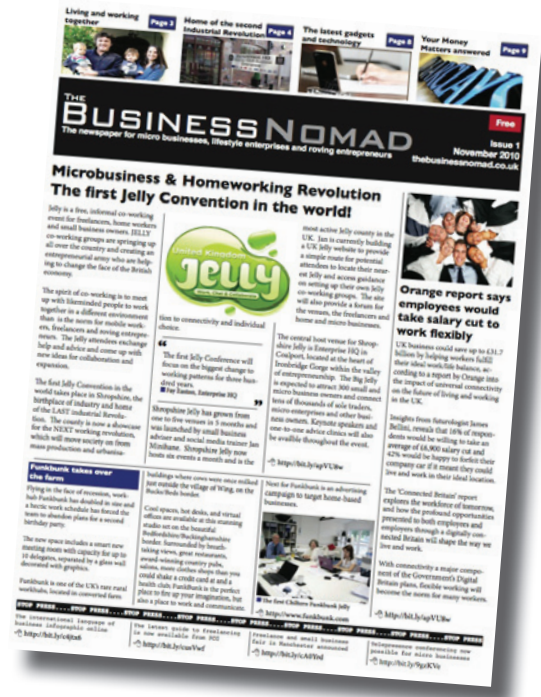 Living and working
together
Page 3
Home of the second
Industrial Revolution
Page 4
The latest gadgets
and technology
Page 8
Your Money
Matters answered
Page 9
BARCLAY
Free
THE
BUSINESSNOMAD
The newspaper for micro businesses, lifestyle enterprises and roving entrepreneurs
Issue 1
November 2010
thebusinessnomad.co.uk
Microbusiness & Homeworking Revolution
The first Jelly Convention in the world!
Jelly is a free, informal co-working
event for freelancers, home workers
and small business owners. JELLY
co-working groups are springing up
all over the country and creating an
entrepreneurial army who are help-
ing to change the face of the British
economy.
The spirit of co-working is to meet
up with likeminded people to work
together in a different environment
than is the norm for mobile work-
ers, freelancers and roving entrepre-
neurs. The Jelly attendees exchange
help and advice and come up with
new ideas for collaboration and
expansion.
The first Jelly Convention in the
world takes place in Shropshire, the
birthplace of industry and home
of the LAST industrial Revolu-
tion. The county is now a showcase
for the NEXT working revolution,
which will move society on from
mass production and urbanisa-
United Kingdom
Jelly
Work, Chat & Collaborate
tion to connectivity and individual
choice.
“
The first Jelly Conference will
focus on the biggest change to
working patterns for three hun-
dred years.
Fay Easton, Enterprise HQ
”
Shropshire Jelly has grown from
one to five venues in 5 months and
was launched by small business
adviser and social media trainer Jan
Minihane. Shropshire Jelly now
hosts six events a month and is the
most active Jelly county in the
UK. Jan is currently building
a UK Jelly website to provide
a simple route for potential
attendees to locate their near-
est Jelly and access guidance
on setting up their own Jelly
co-working groups. The site
will also provide a forum for
the venues, the freelancers and
home and micro businesses.
The central host venue for Shrop-
shire Jelly is Enterprise HQ in
Coalport, located at the heart of
Ironbridge Gorge within the valley
of entrepreneurship. The Big Jelly
is expected to attract 300 small and
micro business owners and connect
tens of thousands of sole traders,
micro enterprises and other busi-
ness owners. Keynote speakers and
one-to-one advice clinics will also
be availble throughout the event.
http://bit.ly/apVUBw
Orange report says
employees would
take salary cut to
work flexibly
UK business could save up to £31.7
billion by helping workers fulfil
their ideal work/life balance, ac-
cording to a report by Orange into
the impact of universal connectivity
on the future of living and working
in the UK.
Insights from futurologist James
Bellini, reveals that 16% of respon-
dents would be willing to take an
average of £6,800 salary cut and
42% would be happy to forfeit their
company car if it meant they could
live and work in their ideal location.
The 'Connected Britain' report
explores the workforce of tomorrow,
and how the profound opportunities
presented to both employees and
employers through a digitally con-
nected Britain will shape the way we
live and work.
With connectivity a major compo-
nent of the Government's Digital
Britain plans, flexible working will
become the norm for many workers.
http://bit.ly/apVUBw
Funkbunk takes over
the farm
Flying in the face of recession, work-
hub Funkbunk has doubled in size and
a hectic work schedule has forced the
team to abandon plans for a second
birthday party.
The new space includes a smart new
meeting room with capacity for up to
10 delegates, separated by a glass wall
decorated with graphics.
Funkbunk is one of the UK's rare rural
workhubs, located in converted farm
buildings where cows were once milked
just outside the village of Wing, on the
Bucks/Beds border.
Cool spaces, hot desks, and virtual
offices are available at this stunning
studio set on the beautiful
Bedfordshire/Buckinghamshire
border. Surrounded by breath-
taking views, great restaurants,
award-winning country pubs,
salons, more clothes shops than you
could shake a credit card at and a
health club; Funkbunk is the perfect
place to fire up your imagination, but
also a place to work and communicate.
Next for Funkbunk is an advertising
campaign to target home-based
businesses.
The first Chiltern Funkbunk Jelly
http://www.funkbunk.com
STOP PRESS....STOP PRESS....STOP PRESS....STOP PRESS....STOP PRESS....STOP PRESS....STOP PRESS
The international language of
business infographic online
The latest guide to freelancing
is now available from PCG
Freelance and small business
fair in Manchester announced
Telepresence conferencing now
possible for micro businesses